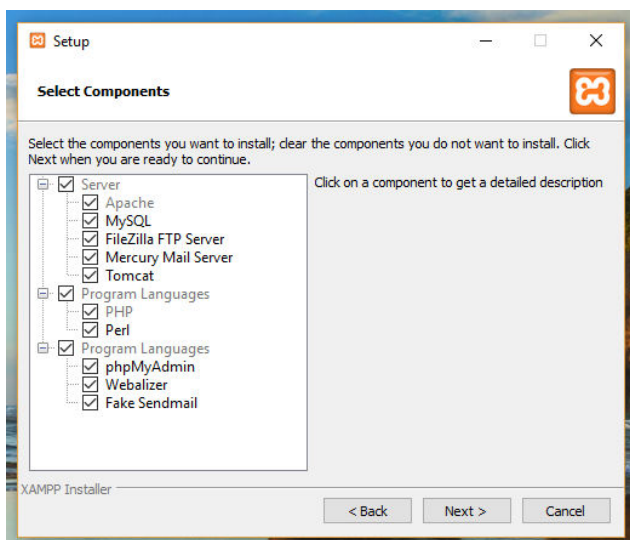 Setup
Select Components
Select the components you want to install; clear the components you do not want to install. Click
Next when you are ready to continue.
Server
Apache
MySQL
FileZilla FTP Server
Mercury Mail Server
Tomcat
Program Languages
PHP
Perl
Program Languages
phpMyAdmin
Webalizer
Fake Sendmail
Click on a component to get a detailed description
XAMPP Installer
< Back
Next >
Cancel